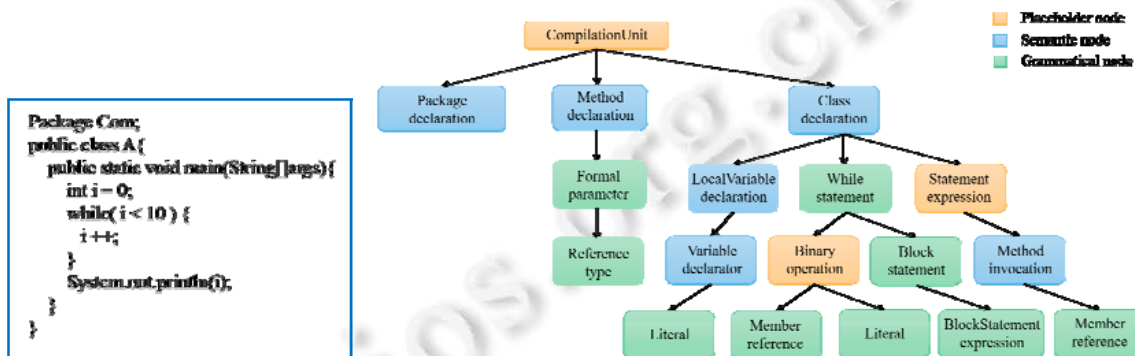 Package Com;
public class A{
public static void main(String[]args){
int i = 0;
while( i < 10 ) {
i ++;
}
System.out.println(i);
}
}
Placeholder node
Semantic node
Grammatical node
CompilationUnit
Package declaration
Method declaration
Class declaration
Formal parameter
LocalVariable declaration
While statement
Statement expression
Reference type
Variable declarator
Binary operation
Block statement
Method invocation
Literal
Member reference
Literal
BlockStatement expression
Member reference